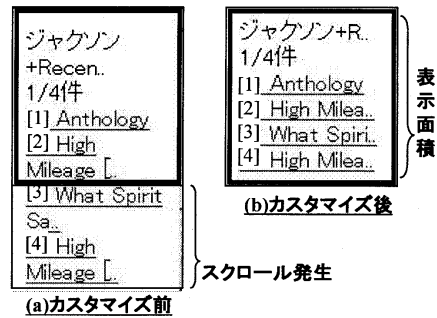 ジャクソン
+Recen..
1/4件
[1] Anthology
[2] High
Mileage [..
[3] What Spirit
Sa..
[4] High
Mileage [..
スクロール発生
(a)カスタマイズ前
ジャクソン+R..
1/4件
[1] Anthology
[2] High Milea..
[3] What Spiri..
[4] High Milea..
表示面積
(b)カスタマイズ後